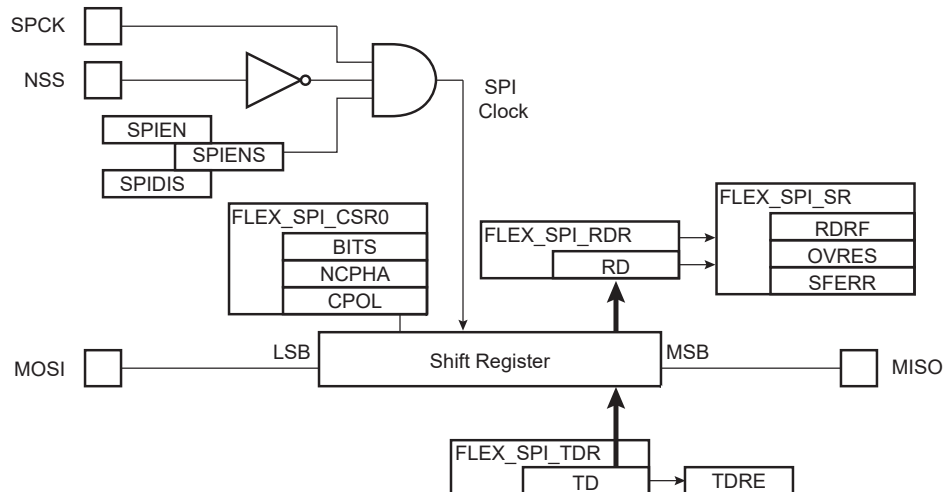 SPCK
NSS
SPI
Clock
SPIEN
SPIENS
SPIDIS
FLEX_SPI_CSR0
BITS
NCPHA
CPOL
FLEX_SPI_RDR
RD
FLEX_SPI_SR
RDRF
OVRES
SFERR
MOSI
LSB
Shift Register
MSB
MISO
FLEX_SPI_TDR
TD
TDRE